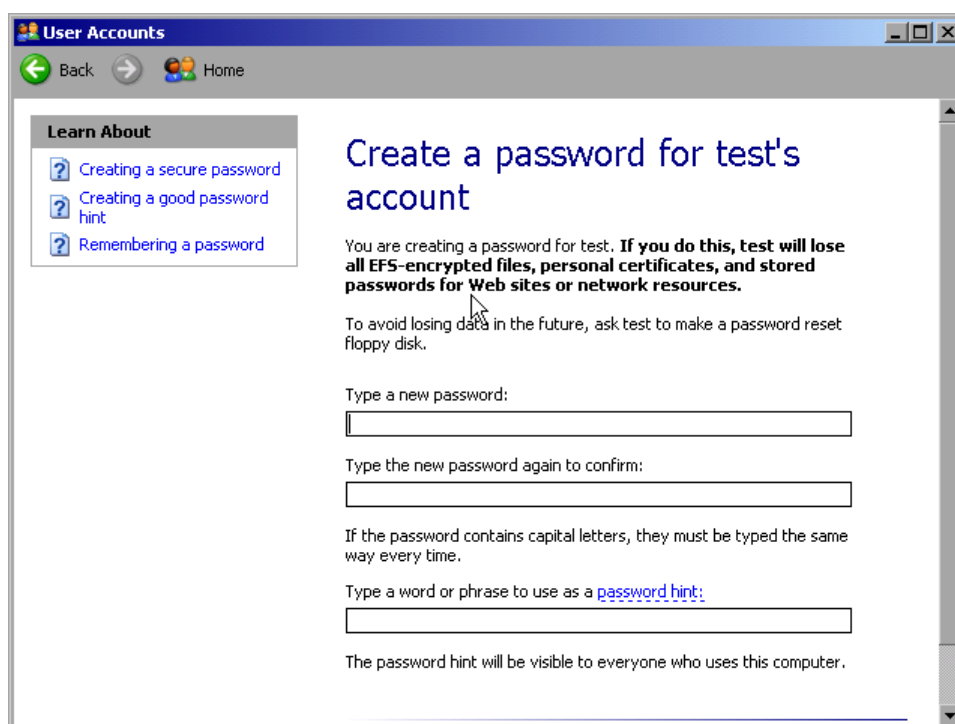 User Accounts
Back
Home
Learn About
Creating a secure password
Creating a good password
hint
Remembering a password
Create a password for test's
account
You are creating a password for test. If you do this, test will lose
all EFS-encrypted files, personal certificates, and stored
passwords for Web sites or network resources.
To avoid losing data in the future, ask test to make a password reset
floppy disk.
Type a new password:
Type the new password again to confirm:
If the password contains capital letters, they must be typed the same
way every time.
Type a word or phrase to use as a password hint:
The password hint will be visible to everyone who uses this computer.